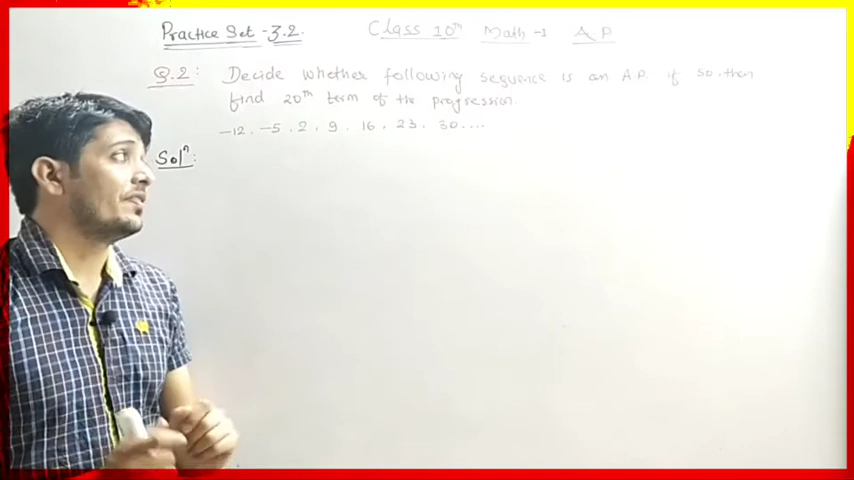 Practice Set - 3.2. Class 10th Math-1 A P
Q.2: Decide whether following sequence is an A.P. if so, then
find 20th term of the progression.
-12, -5, 2, 9, 16, 23, 30....
Solⁿ: